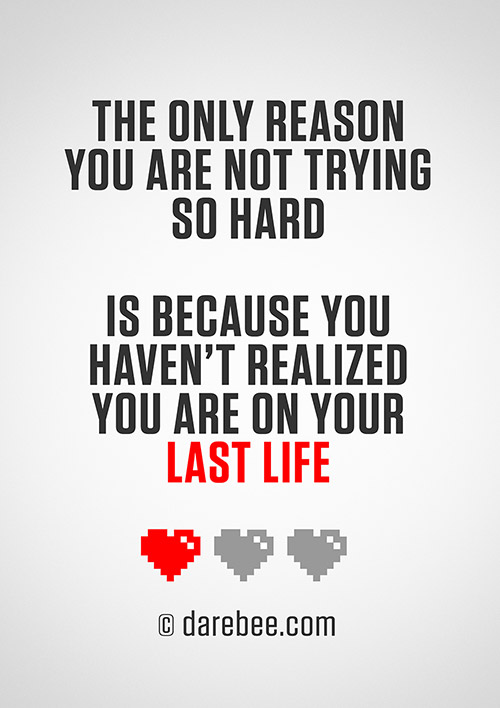 THE ONLY REASON
YOU ARE NOT TRYING
SO HARD
IS BECAUSE YOU
HAVEN'T REALIZED
YOU ARE ON YOUR
LAST LIFE
© darebee.com